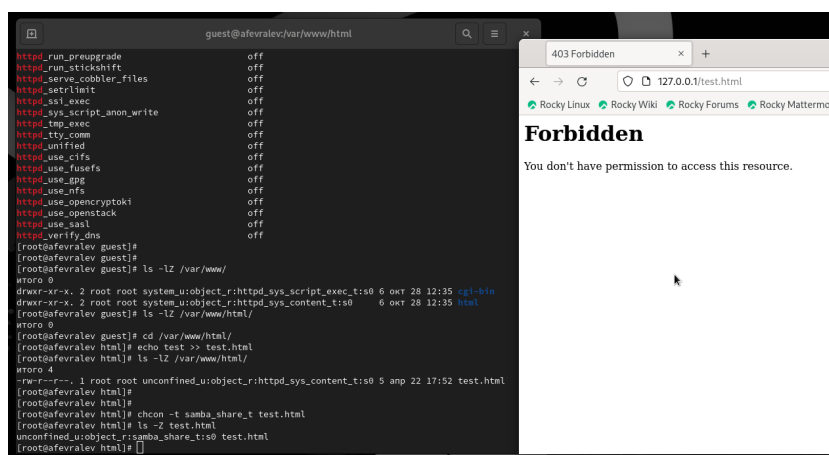 guest@afevralev:/var/www/html
httpd_run_preupgrade off
httpd_run_stickshift off
httpd_serve_cobbler_files off
httpd_setrlimit off
httpd_ssi_exec off
httpd_sys_script_anon_write off
httpd_tmp_exec off
httpd_tty_comm off
httpd_unified off
httpd_use_cifs off
httpd_use_fusefs off
httpd_use_gpg off
httpd_use_nfs off
httpd_use_opencryptoki off
httpd_use_openstack off
httpd_use_sasl off
httpd_verify_dns off
[root@afevralev guest]#
[root@afevralev guest]#
[root@afevralev guest]# ls -lZ /var/www/
итого 0
drwxr-xr-x. 2 root root system_u:object_r:httpd_sys_script_exec_t:s0 6 окт 28 12:35 cgi-bin
drwxr-xr-x. 2 root root system_u:object_r:httpd_sys_content_t:s0 6 окт 28 12:35 html
[root@afevralev guest]# ls -lZ /var/www/html/
итого 0
[root@afevralev guest]# cd /var/www/html/
[root@afevralev html]# echo test >> test.html
[root@afevralev html]# ls -lZ /var/www/html/
итого 4
-rw-r--r--. 1 root root unconfined_u:object_r:httpd_sys_content_t:s0 5 апр 22 17:52 test.html
[root@afevralev html]#
[root@afevralev html]#
[root@afevralev html]# chcon -t samba_share_t test.html
[root@afevralev html]# ls -Z test.html
unconfined_u:object_r:samba_share_t:s0 test.html
[root@afevralev html]#
403 Forbidden
127.0.0.1/test.html
Rocky Linux Rocky Wiki Rocky Forums Rocky Mattermo
Forbidden
You don't have permission to access this resource.